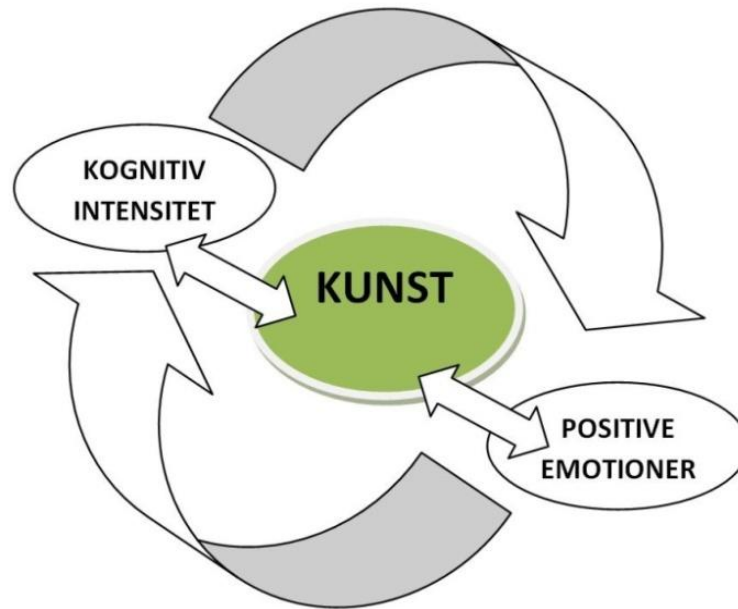 KOGNITIV
INTENSITET
KUNST
POSITIVE
EMOTIONER